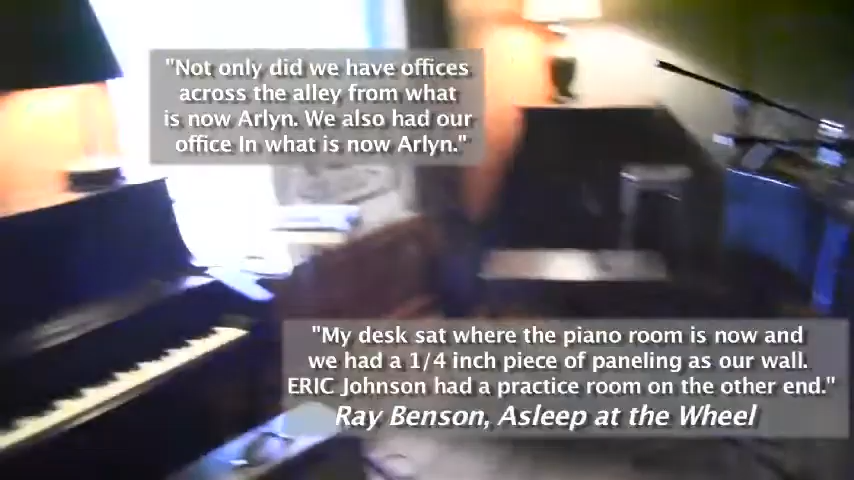 "Not only did we have offices
across the alley from what
is now Arlyn. We also had our
office In what is now Arlyn."
"My desk sat where the piano room is now and
we had a 1/4 inch piece of paneling as our wall.
ERIC Johnson had a practice room on the other end."
Ray Benson, Asleep at the Wheel